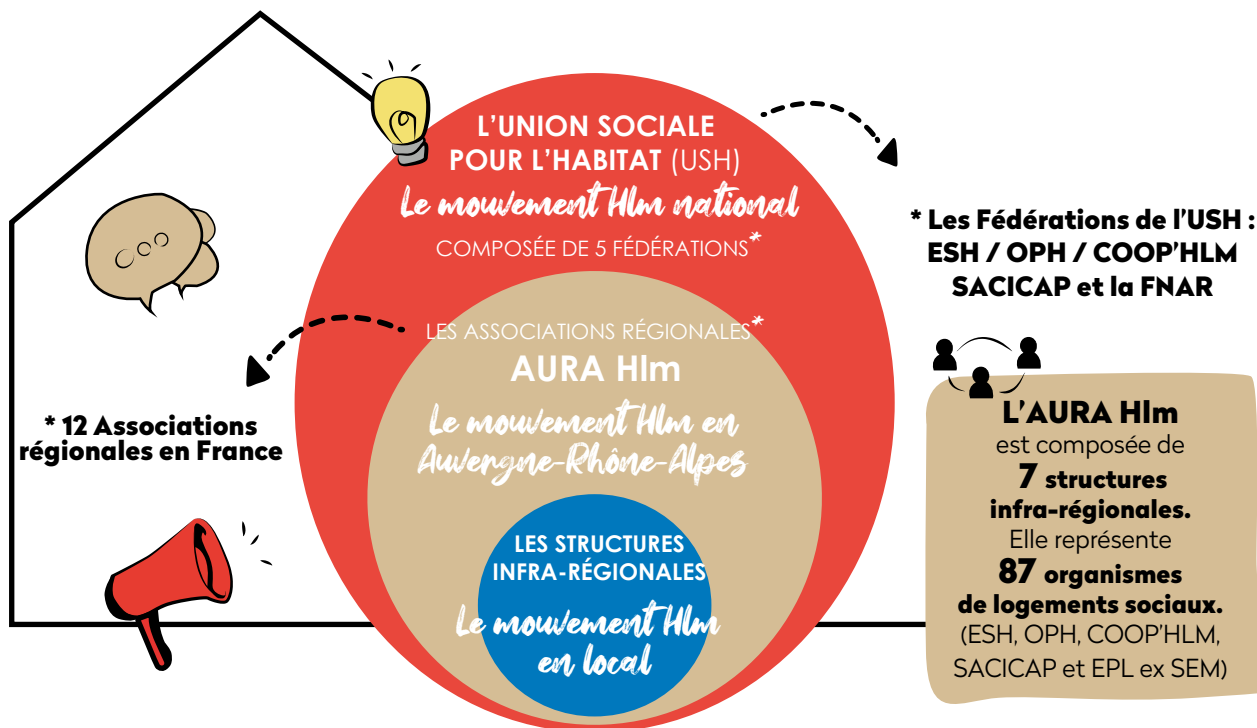 L'UNION SOCIALE
POUR L'HABITAT (USH)
Le mouvement Hlm national
COMPOSÉE DE 5 FÉDÉRATIONS*
* Les Fédérations de l'USH :
ESH / OPH / COOP'HLM
SACICAP et la FNAR
LES ASSOCIATIONS RÉGIONALES*
AURA Hlm
Le mouvement Hlm en
Auvergne-Rhône-Alpes
* 12 Associations
régionales en France
LES STRUCTURES
INFRA-RÉGIONALES
Le mouvement Hlm
en local
L'AURA Hlm
est composée de
7 structures
infra-régionales.
Elle représente
87 organismes
de logements sociaux.
(ESH, OPH, COOP'HLM,
SACICAP et EPL ex SEM)